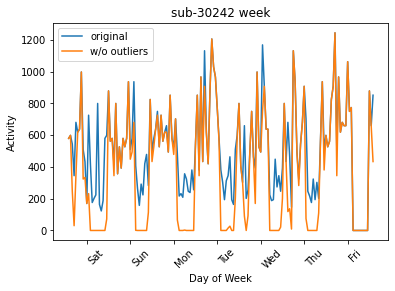 sub-30242 week
original
w/o outliers
Activity
1200
1000
800
600
400
200
0
Sat
Sun
Mon
Tue
Wed
Thu
Fri
Day of Week